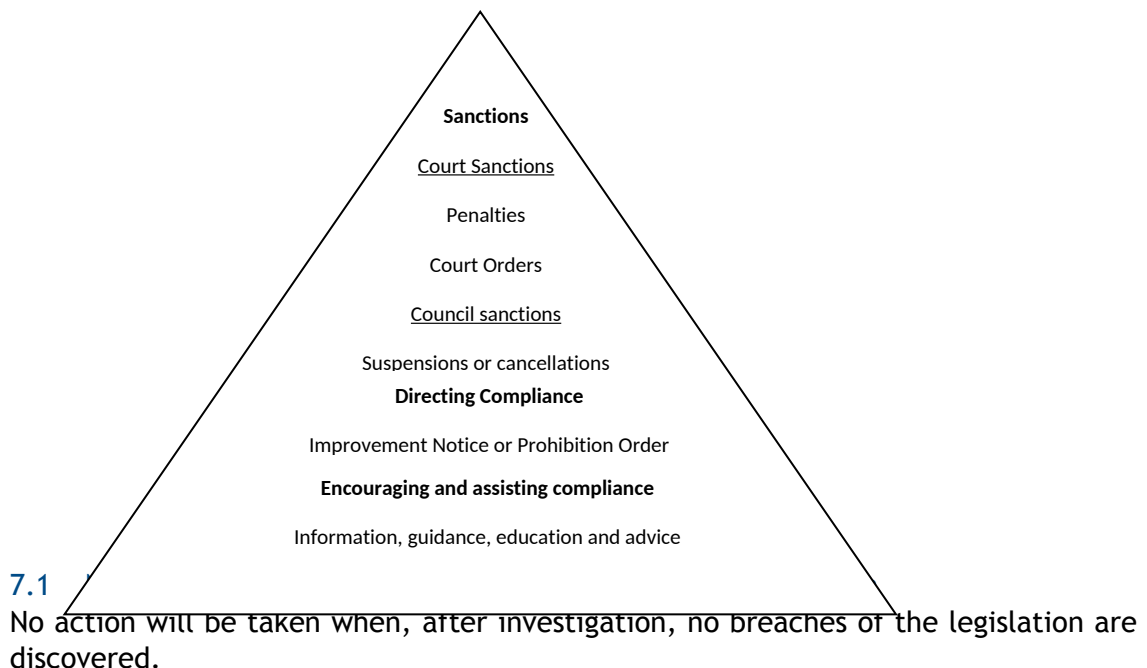 Sanctions
Court Sanctions
Penalties
Court Orders
Council sanctions
Suspensions or cancellations
Directing Compliance
Improvement Notice or Prohibition Order
Encouraging and assisting compliance
Information, guidance, education and advice
7.1
No action will be taken when, after investigation, no breaches of the legislation are
discovered.